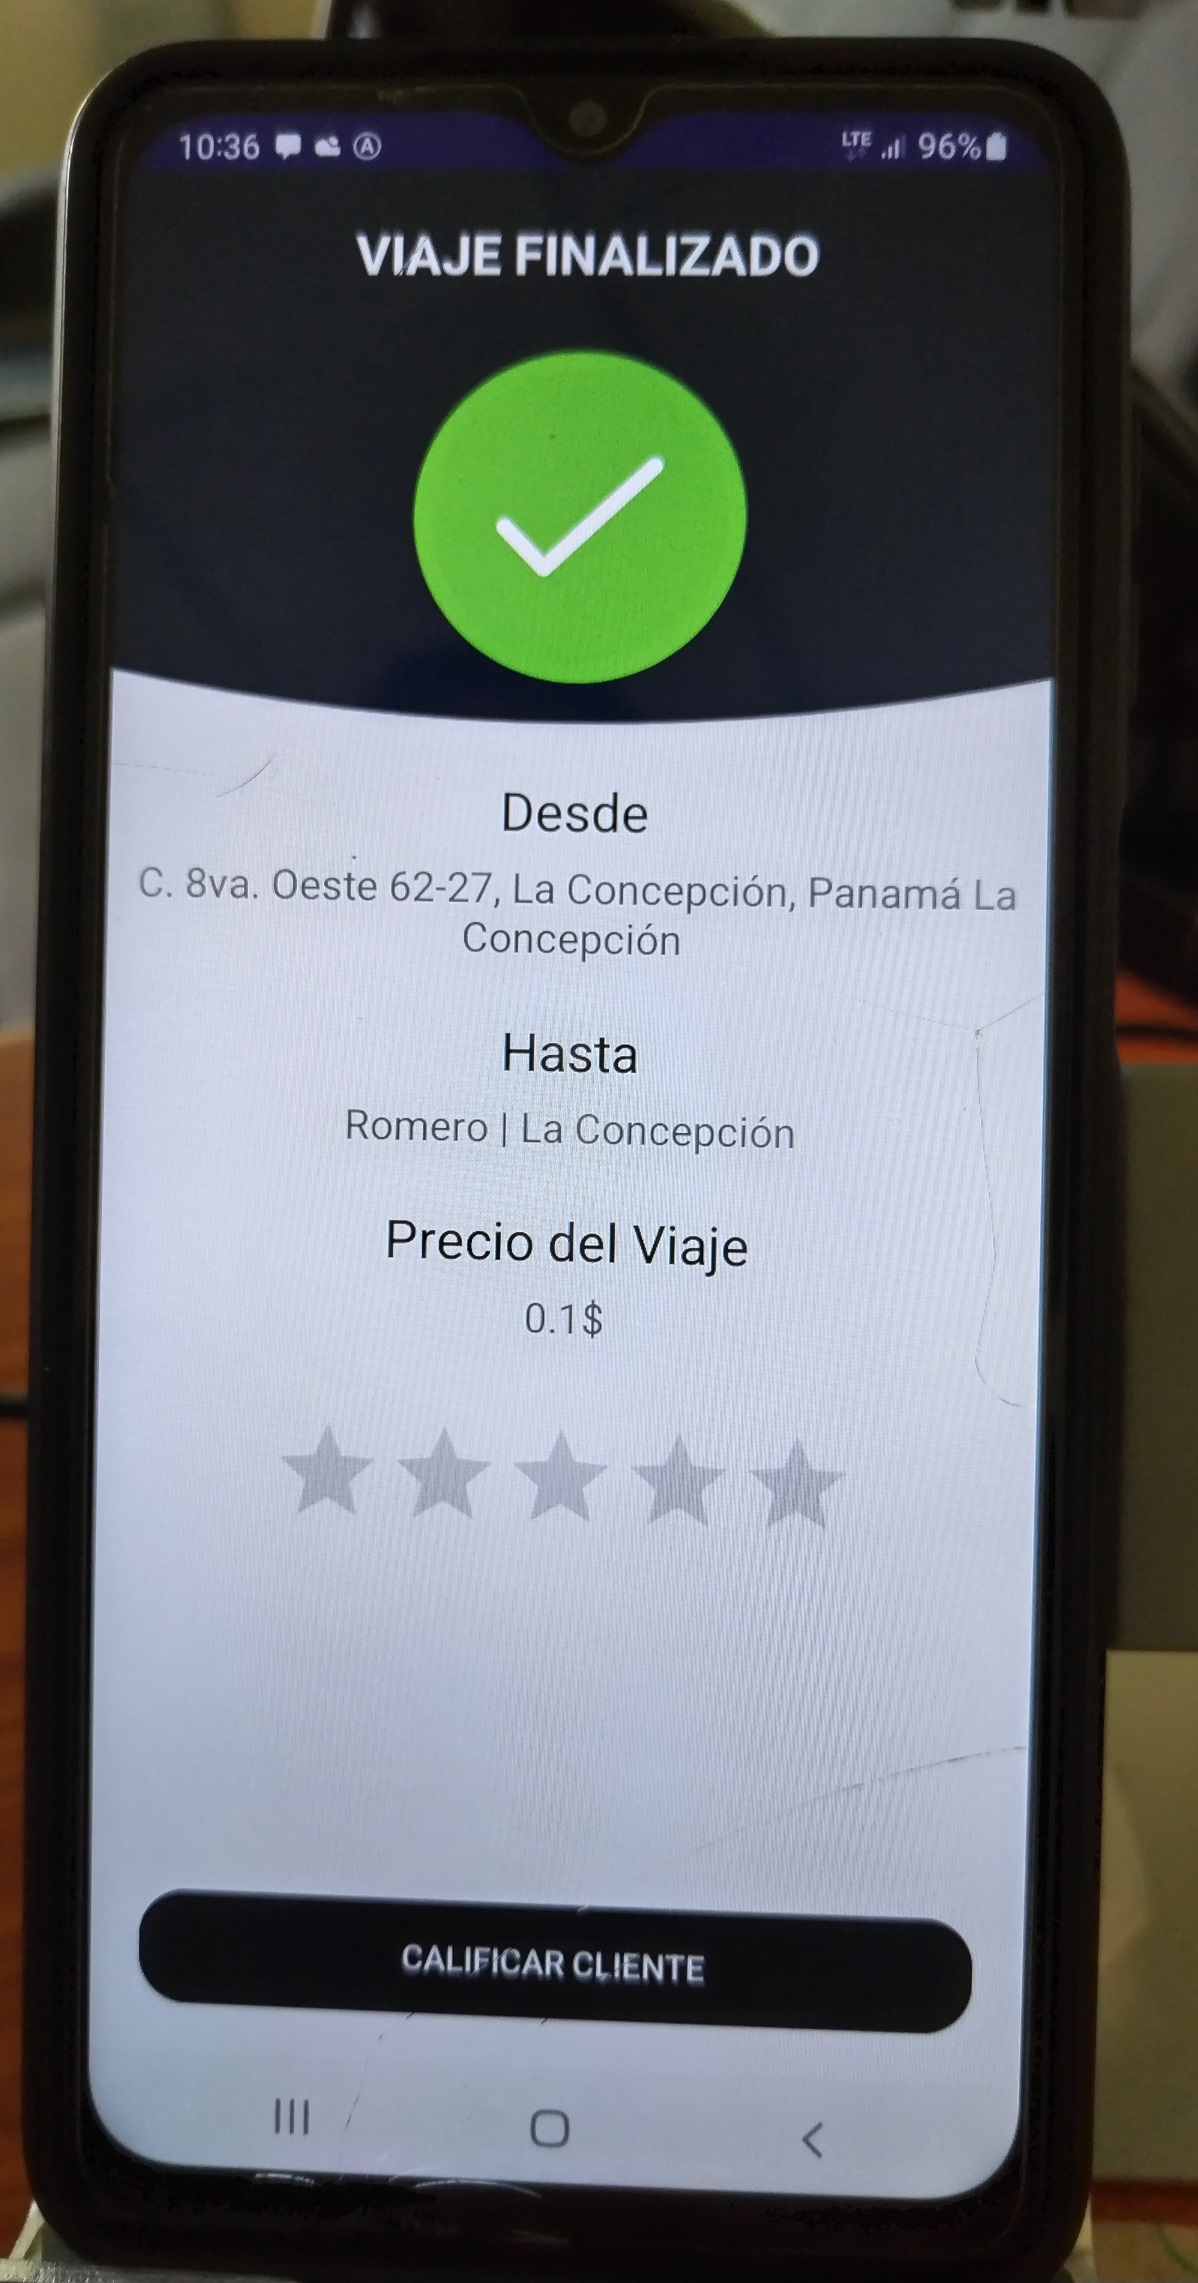 10:36 LTE 96%
VIAJE FINALIZADO
Desde
C. 8va. Oeste 62-27, La Concepción, Panamá La
Concepción
Hasta
Romero | La Concepción
Precio del Viaje
0.1$
CALIFICAR CLIENTE